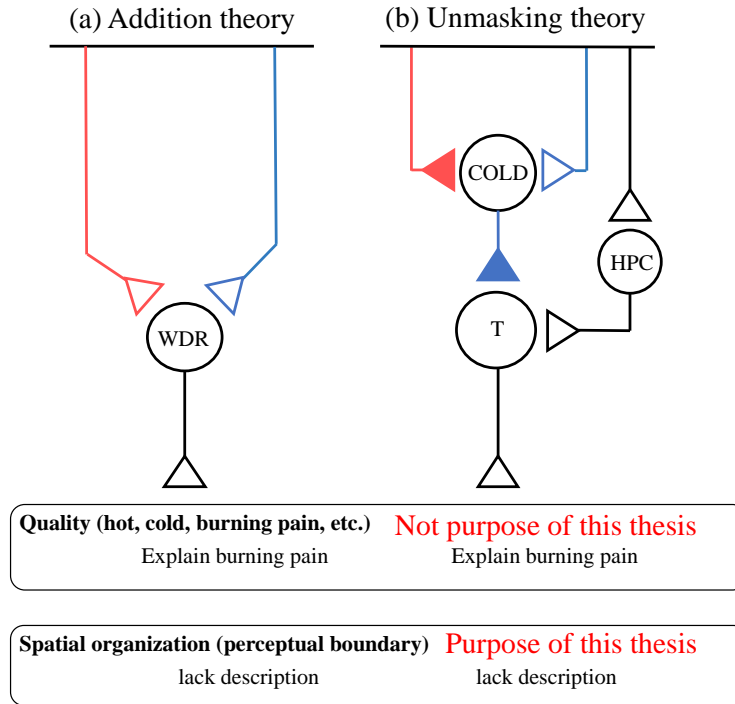 (a) Addition theory
(b) Unmasking theory
COLD
HPC
WDR
T
Quality (hot, cold, burning pain, etc.) Not purpose of this thesis
Explain burning pain Explain burning pain
Spatial organization (perceptual boundary) Purpose of this thesis
lack description lack description